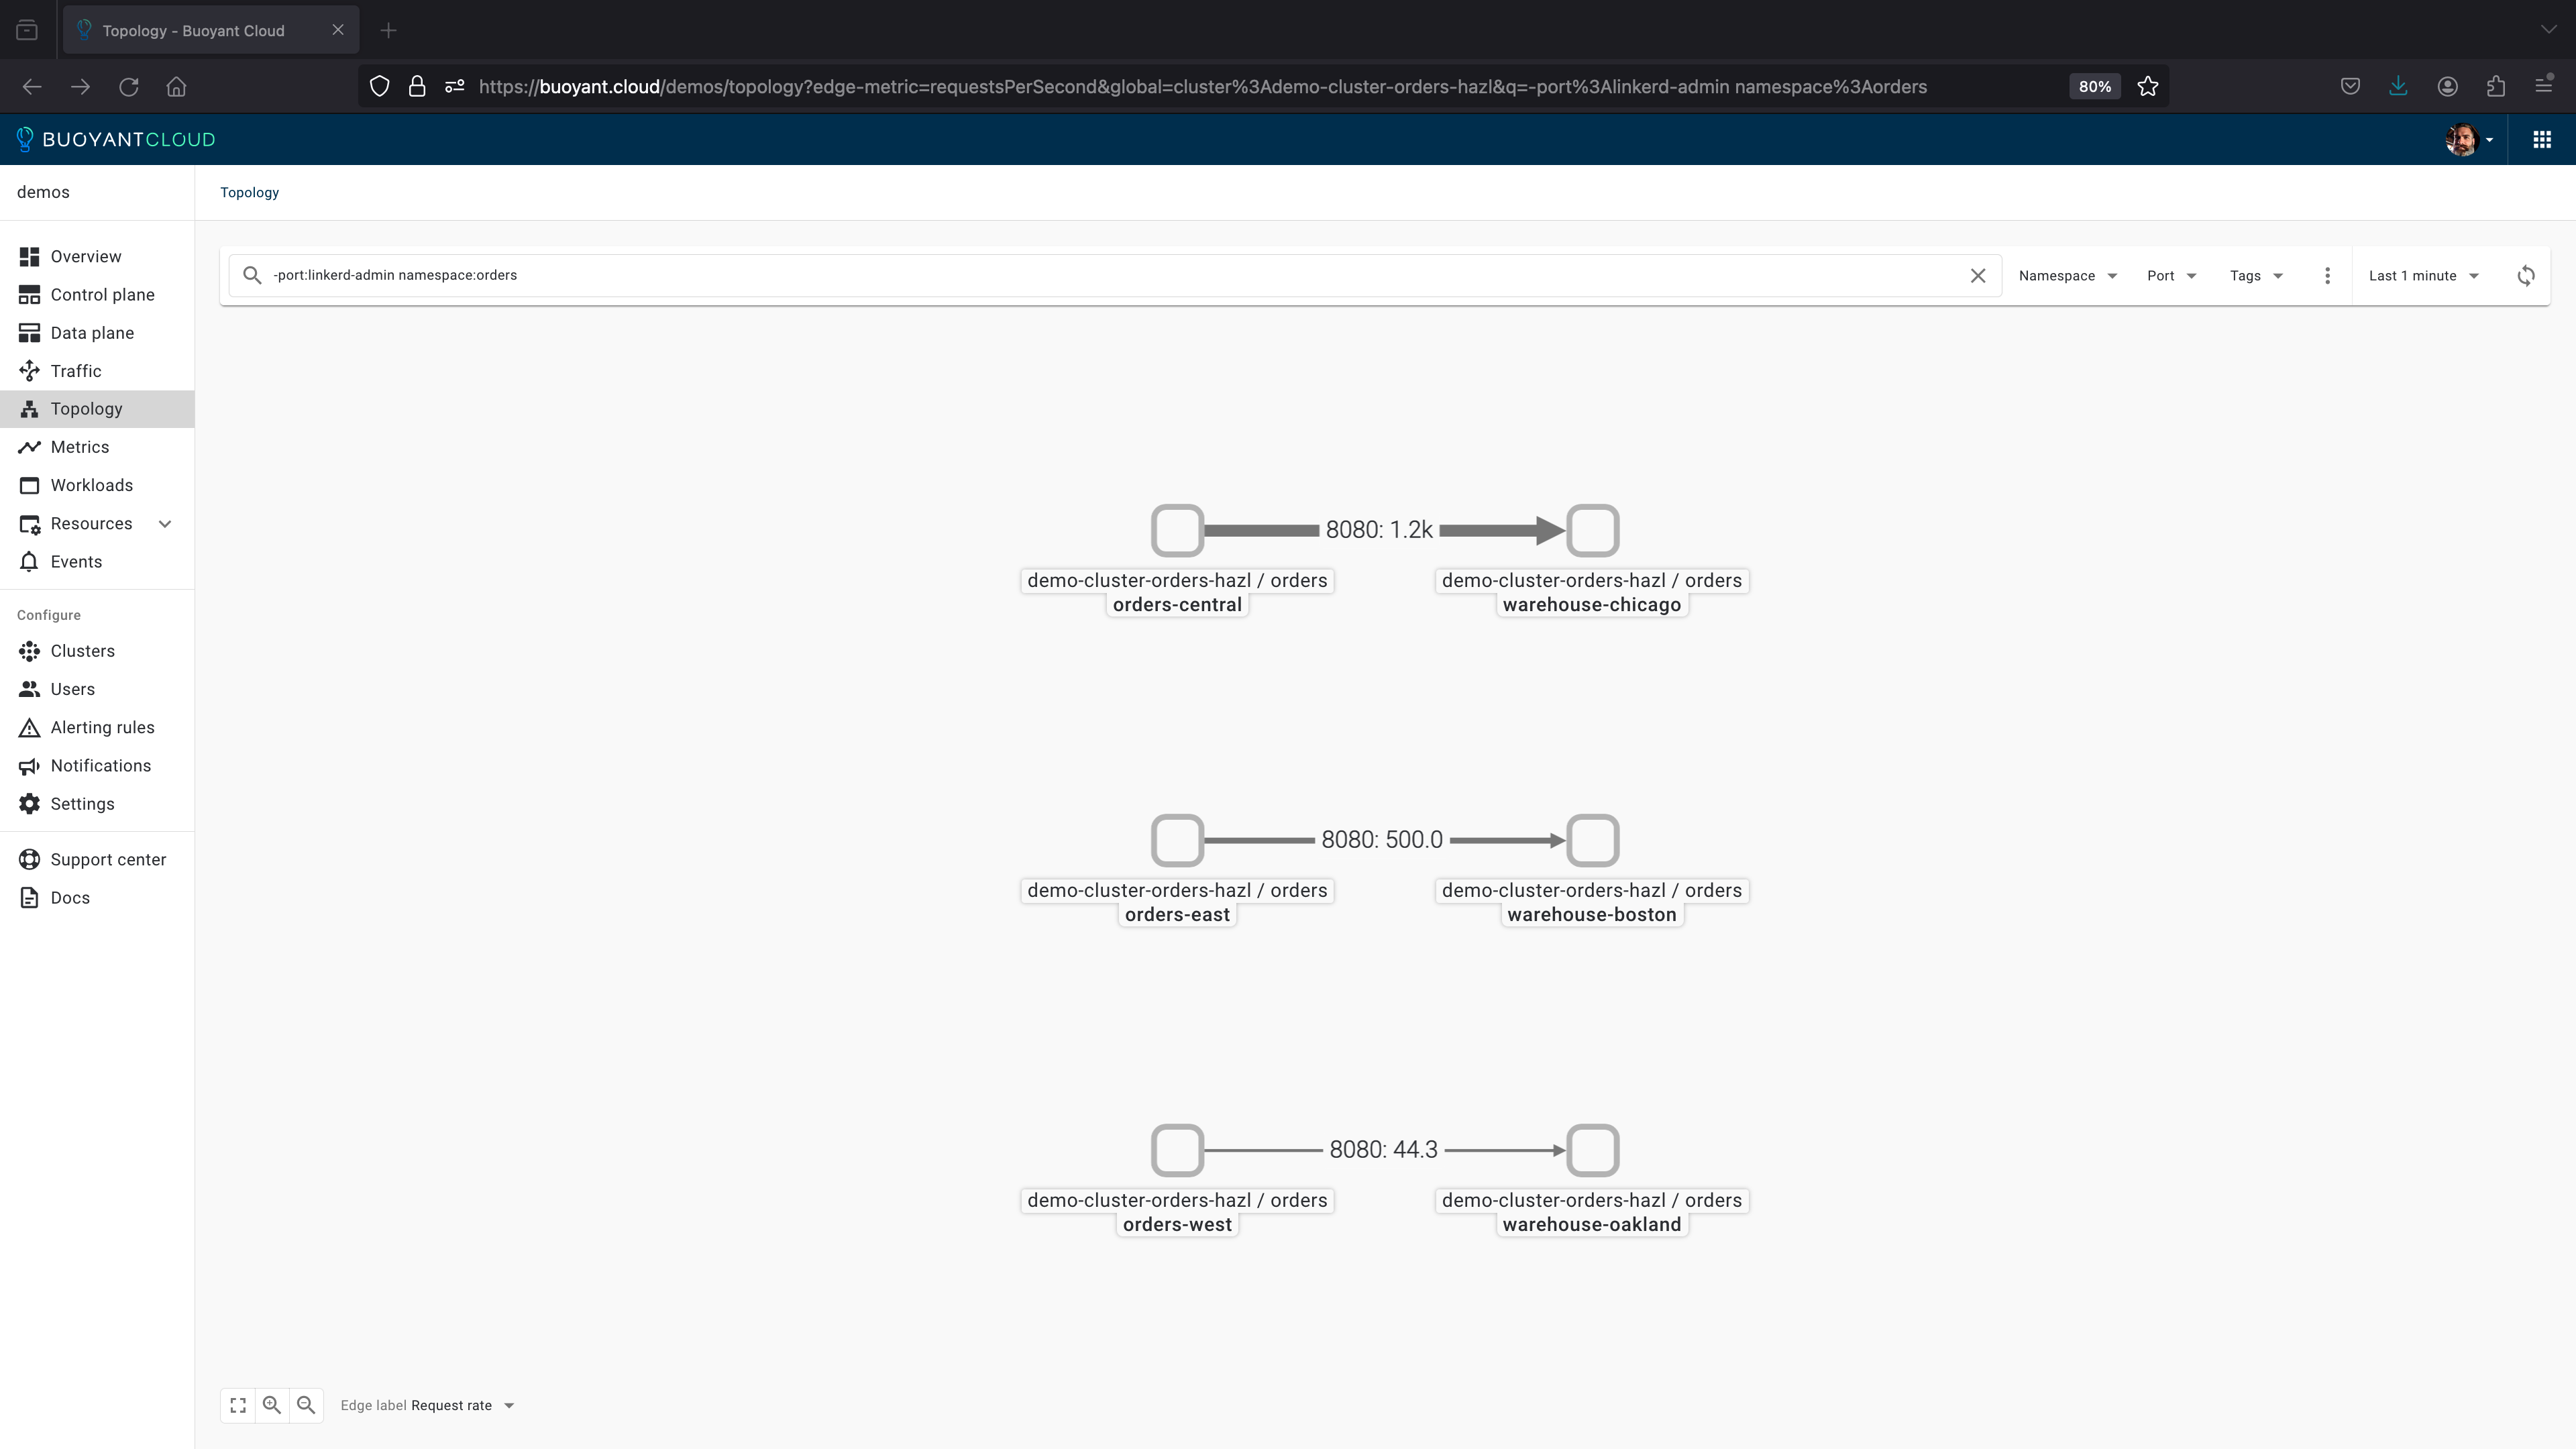 Topology - Buoyant Cloud
https://buoyant.cloud/demos/topology?edge-metric=requestsPerSecond&global=cluster%3Ademo-cluster-orders-hazl&q=-port%3Alinkerd-admin namespace%3Aorders
80%
BUOYANTCLOUD
demos
Topology
Overview
Control plane
Data plane
Traffic
Topology
Metrics
Workloads
Resources
Events
Configure
Clusters
Users
Alerting rules
Notifications
Settings
Support center
Docs
-port:linkerd-admin namespace:orders
Namespace
Port
Tags
Last 1 minute
8080: 1.2k
demo-cluster-orders-hazl / orders
orders-central
demo-cluster-orders-hazl / orders
warehouse-chicago
8080: 500.0
demo-cluster-orders-hazl / orders
orders-east
demo-cluster-orders-hazl / orders
warehouse-boston
8080: 44.3
demo-cluster-orders-hazl / orders
orders-west
demo-cluster-orders-hazl / orders
warehouse-oakland
Edge label Request rate